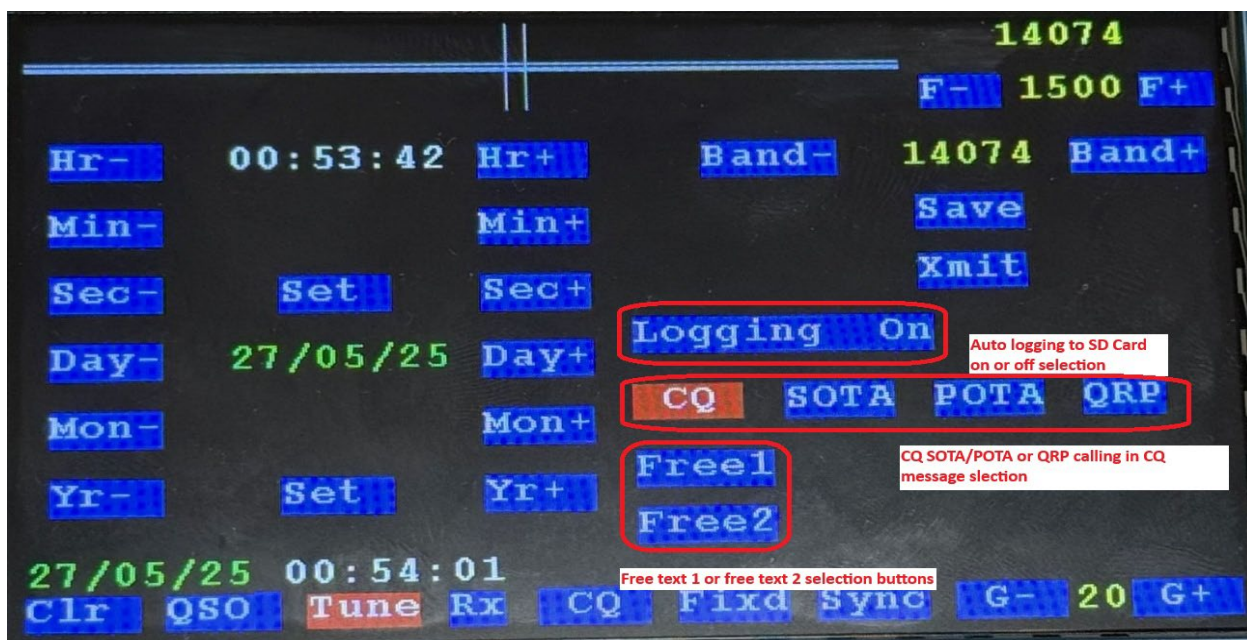 14074
F- 1500 F+
Hr- 00:53:42 Hr+ Band- 14074 Band+
Min- Min+ Save
Sec- Set Sec+ Xmit
Logging On
Auto logging to SD Card
on or off selection
Day- 27/05/25 Day+
CQ SOTA POTA QRP
Mon- Mon+
CQ SOTA/POTA or QRP calling in CQ
message slection
Free1
Yr- Set Yr+
Free2
27/05/25 00:54:01
Free text 1 or free text 2 selection buttons
Clr QSO Tune Rx CQ Fixd Sync G- 20 G+